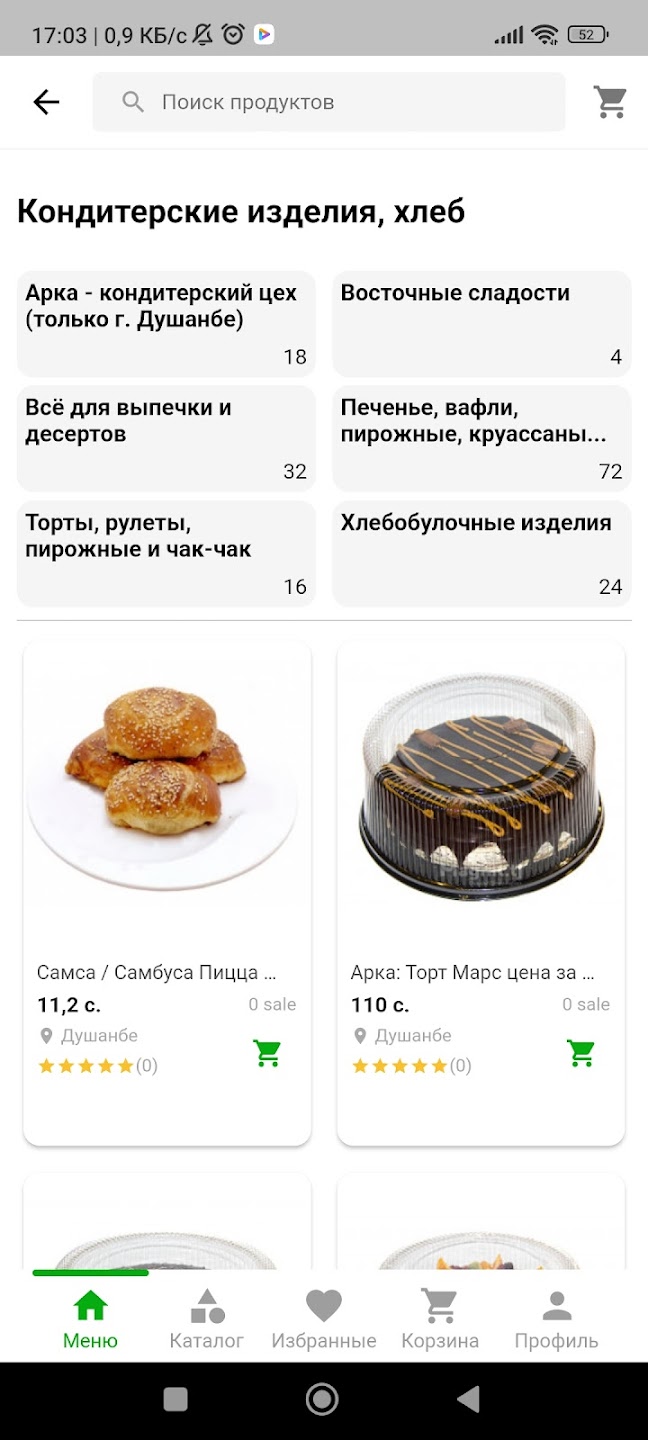 17:03 | 0,9 КБ/с
52
Поиск продуктов
Кондитерские изделия, хлеб
Арка - кондитерский цех
(только г. Душанбе)
18
Восточные сладости
4
Всё для выпечки и
десертов
32
Печенье, вафли,
пирожные, круассаны...
72
Торты, рулеты,
пирожные и чак-чак
16
Хлебобулочные изделия
24
Самса / Самбуса Пицца ...
11,2 с.
0 sale
Душанбе
(0)
Арка: Торт Марс цена за ...
110 с.
0 sale
Душанбе
(0)
Меню
Каталог
Избранные
Корзина
Профиль